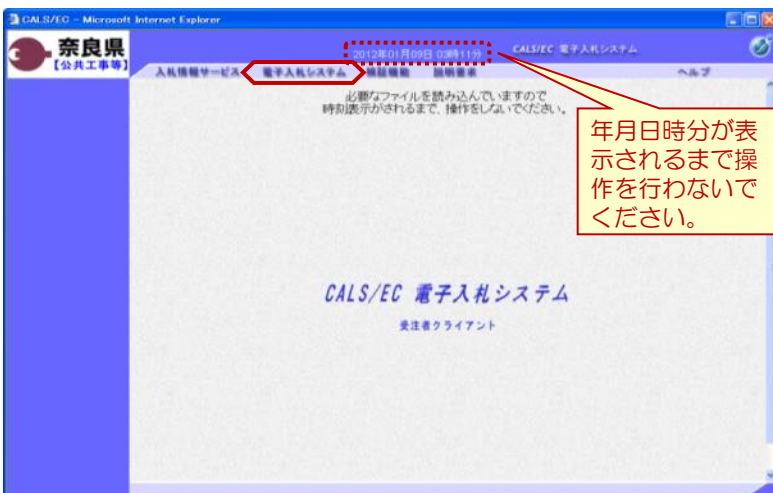 CALS/EC - Microsoft Internet Explorer
奈良県
【公共工事等】
2012年01月09日 03時11分
CALS/EC 電子入札システム
入札情報サービス
電子入札システム
検証機能
説明要求
ヘルプ
必要なファイルを読み込んでいますので
時刻表示がされるまで、操作をしないでください。
年月日時分が表
示されるまで操
作を行わないで
ください。
CALS/EC 電子入札システム
受注者クライアント